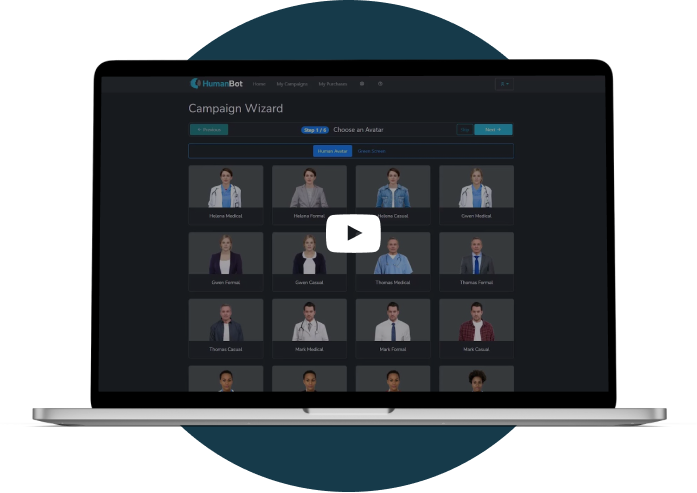 HumanBot Home My Campaigns My Purchases
Campaign Wizard
Previous Step 1 / 6 Choose an Avatar Next
Human Avatar
Helena Medical Helena Formal Helena Casual Gwen Medical
Gwen Formal Gwen Casual Thomas Medical Thomas Formal
Thomas Casual Mark Medical Mark Formal Mark Casual